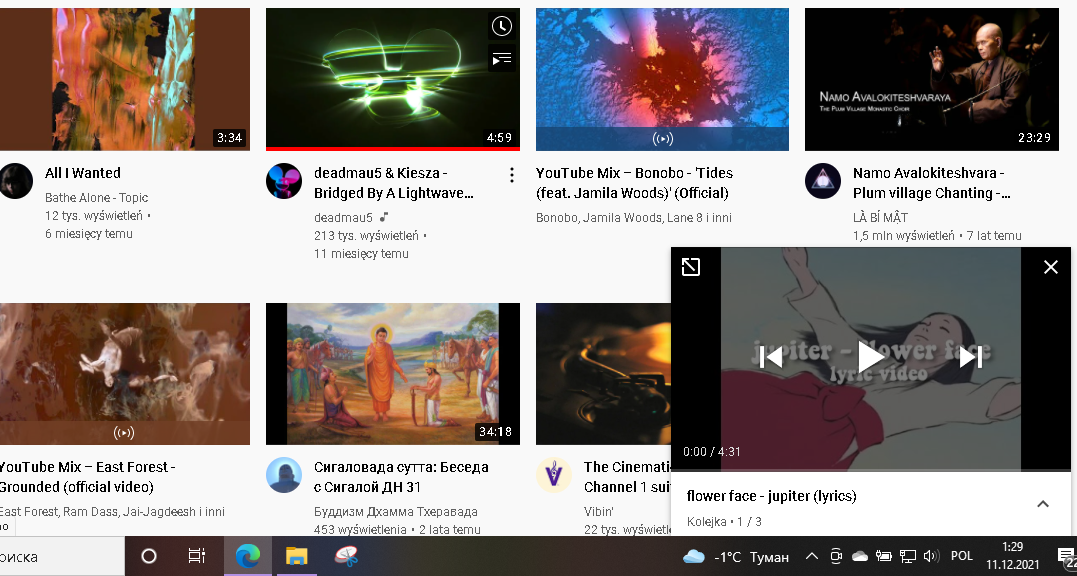 3:34
All I Wanted
Bathe Alone - Topic
12 tys. wyświetleń •
6 miesięcy temu
4:59
deadmau5 & Kiesza -
Bridged By A Lightwave...
deadmau5
213 tys. wyświetleń •
11 miesięcy temu
YouTube Mix – Bonobo - 'Tides
(feat. Jamila Woods)' (Official)
Bonobo, Jamila Woods, Lane 8 i inni
NAMO AVALOKITESHVARAYA
THE PLUM VILLAGE MONASTIC CHOIR
23:29
Namo Avalokiteshvara -
Plum village Chanting -...
LÀ BÍ MẬT
1,5 mln wyświetleń • 7 lat temu
YouTube Mix – East Forest -
Grounded (official video)
East Forest, Ram Dass, Jai-Jagdeesh i inni
34:18
Сигаловада сутта: Беседа
с Сигалой ДН 31
Буддизм Дхамма Тхеравада
453 wyświetlenia • 2 lata temu
The Cinemati
Channel 1 sui
Vibin'
22 tys. wyświetle
jupiter - flower face
lyric video
0:00 / 4:31
flower face - jupiter (lyrics)
Kolejka • 1 / 3
оиска
-1°C Туман
POL
1:29
11.12.2021
22